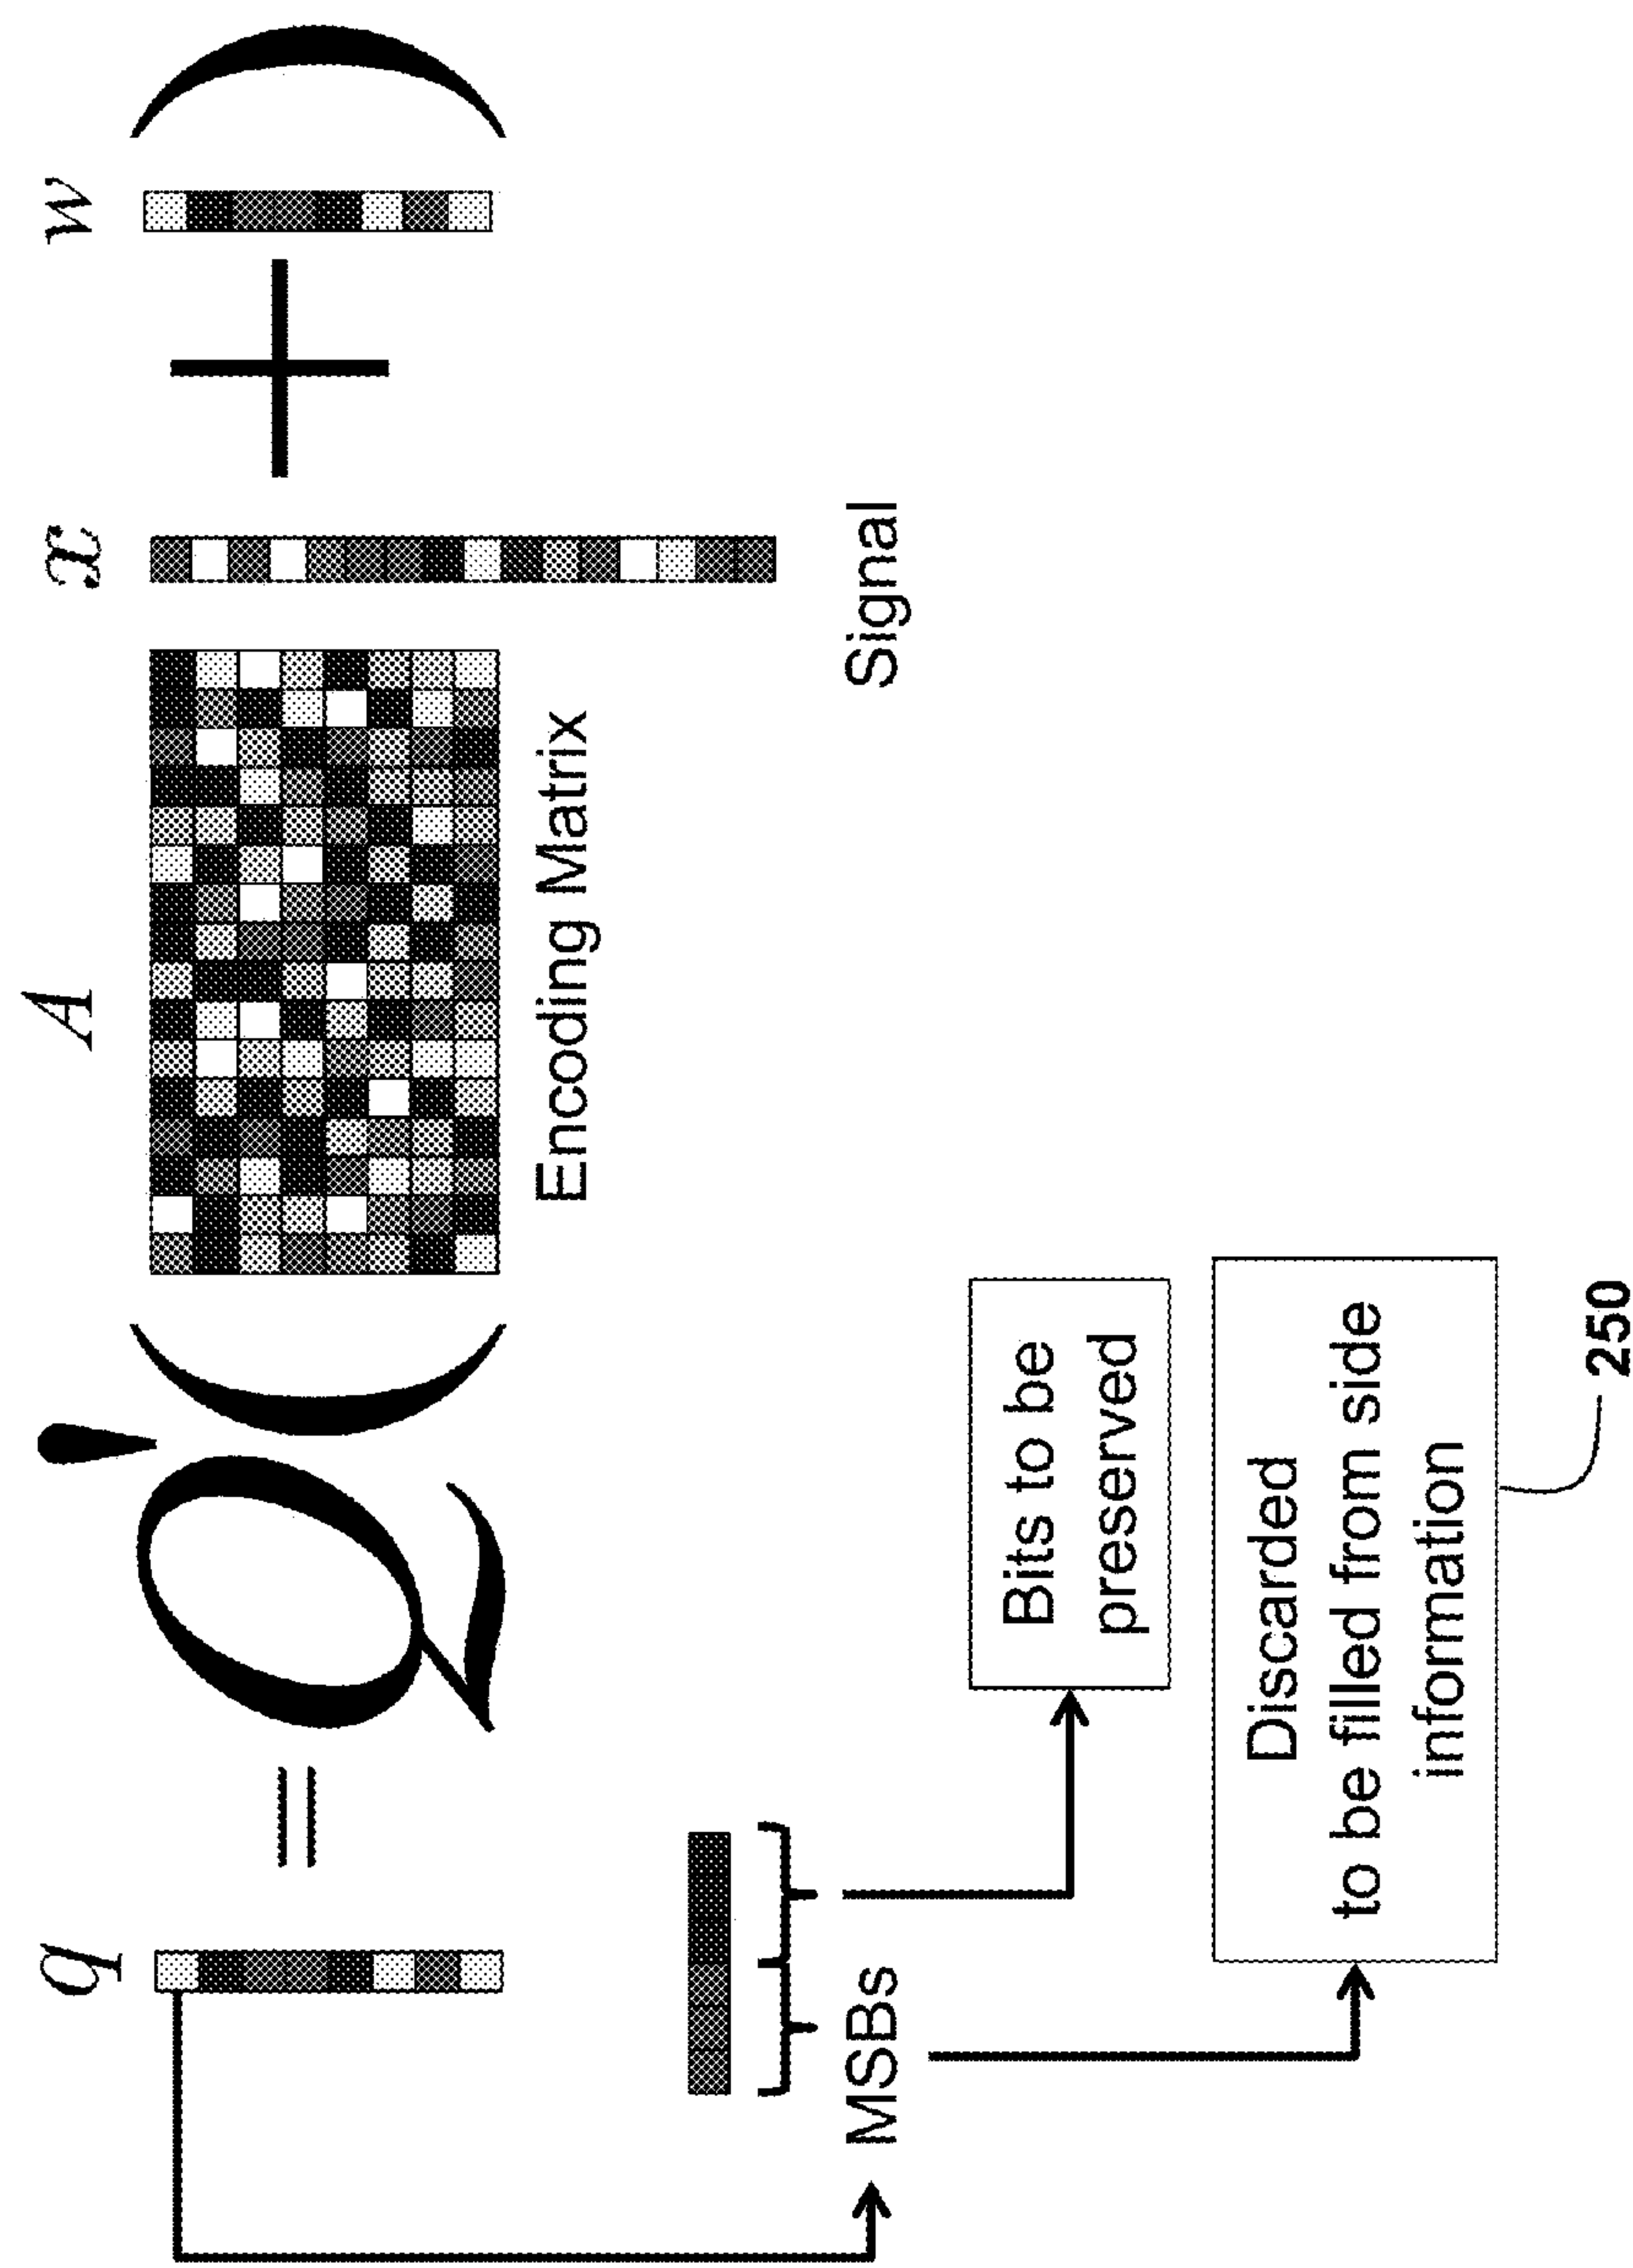 q = Q' ( A x + w )
Encoding Matrix
Signal
MSBs
Bits to be
preserved
Discarded
to be filled from side
information
250